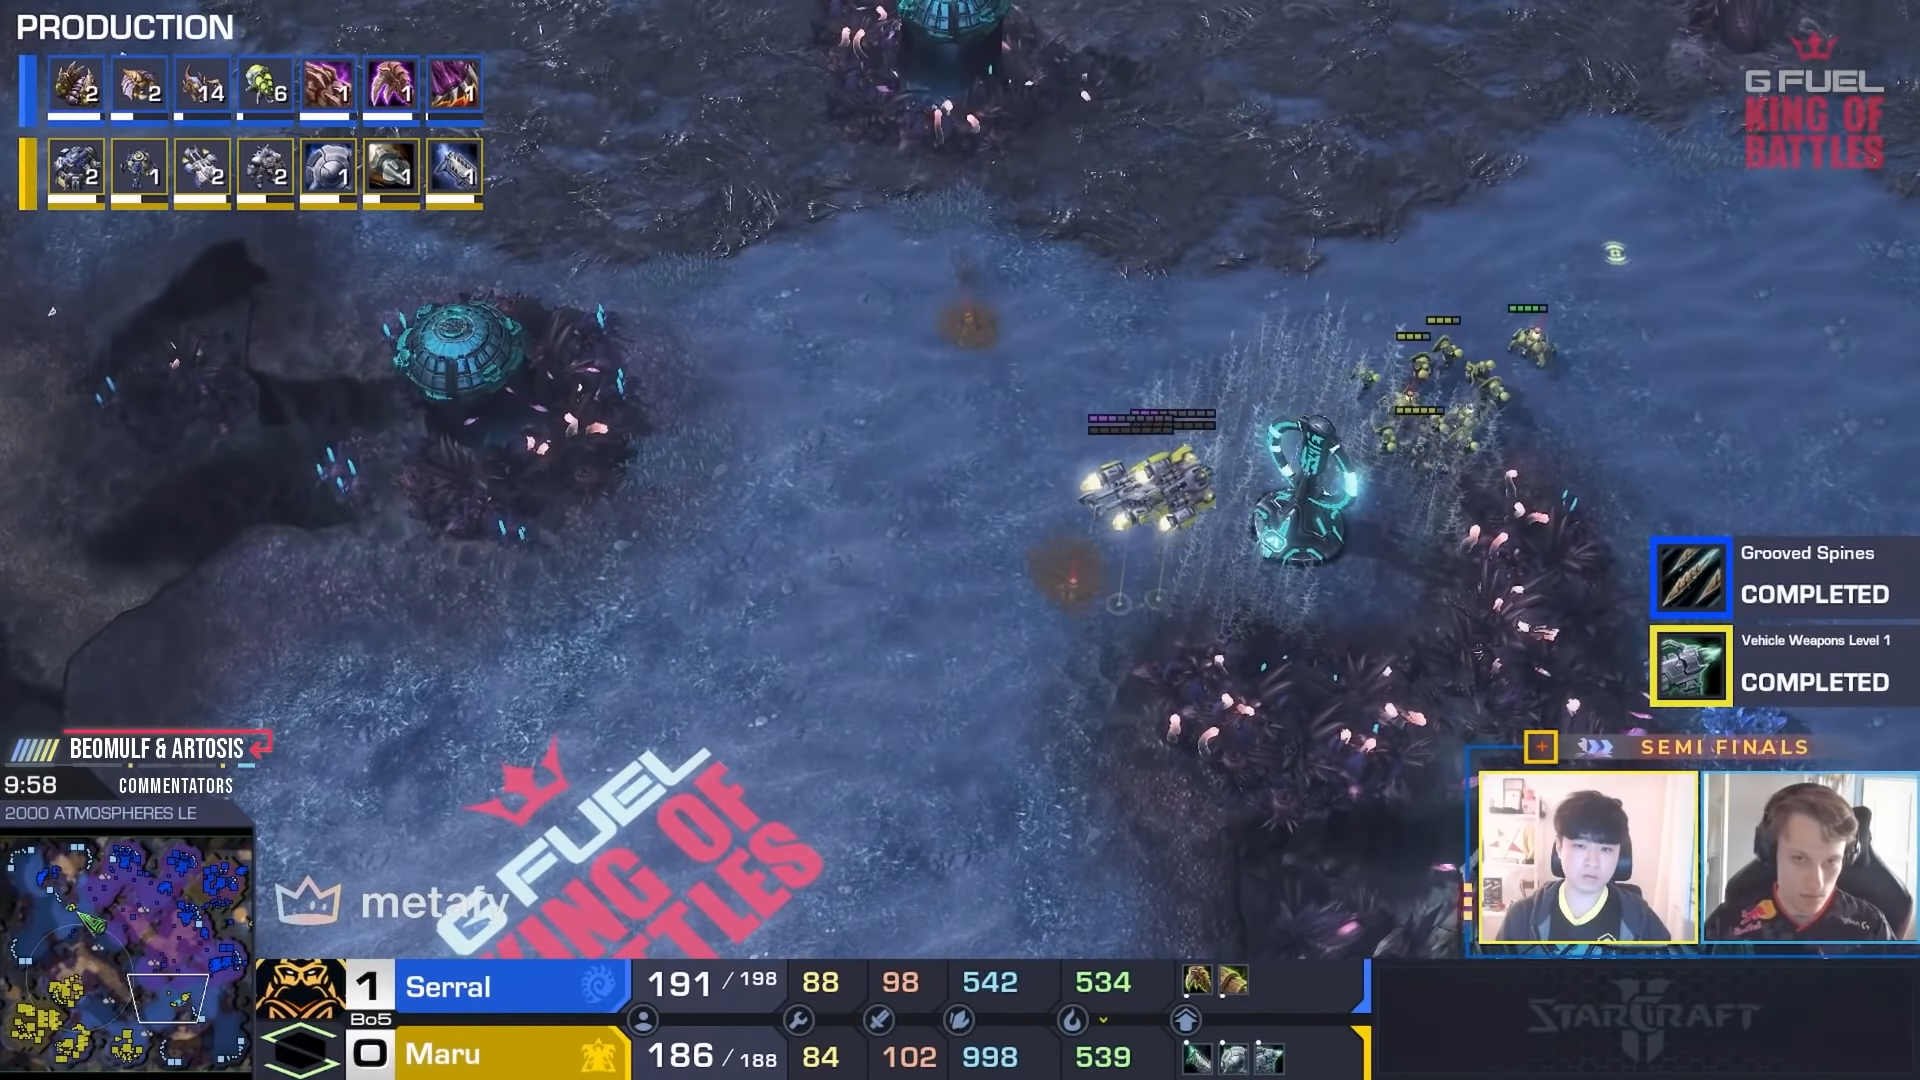 PRODUCTION
2 2 14 6 1 1 1
2 1 2 2 1 1 1
G FUEL
KING OF
BATTLES
Grooved Spines
COMPLETED
Vehicle Weapons Level 1
COMPLETED
BEOMULF & ARTOSIS
9:58 COMMENTATORS
2000 ATMOSPHERES LE
SEMI FINALS
G FUEL
KING OF
BATTLES
metafy
1 Serral 191 / 198 88 98 542 534
Bo5
0 Maru 186 / 188 84 102 998 539
STARCRAFT
II